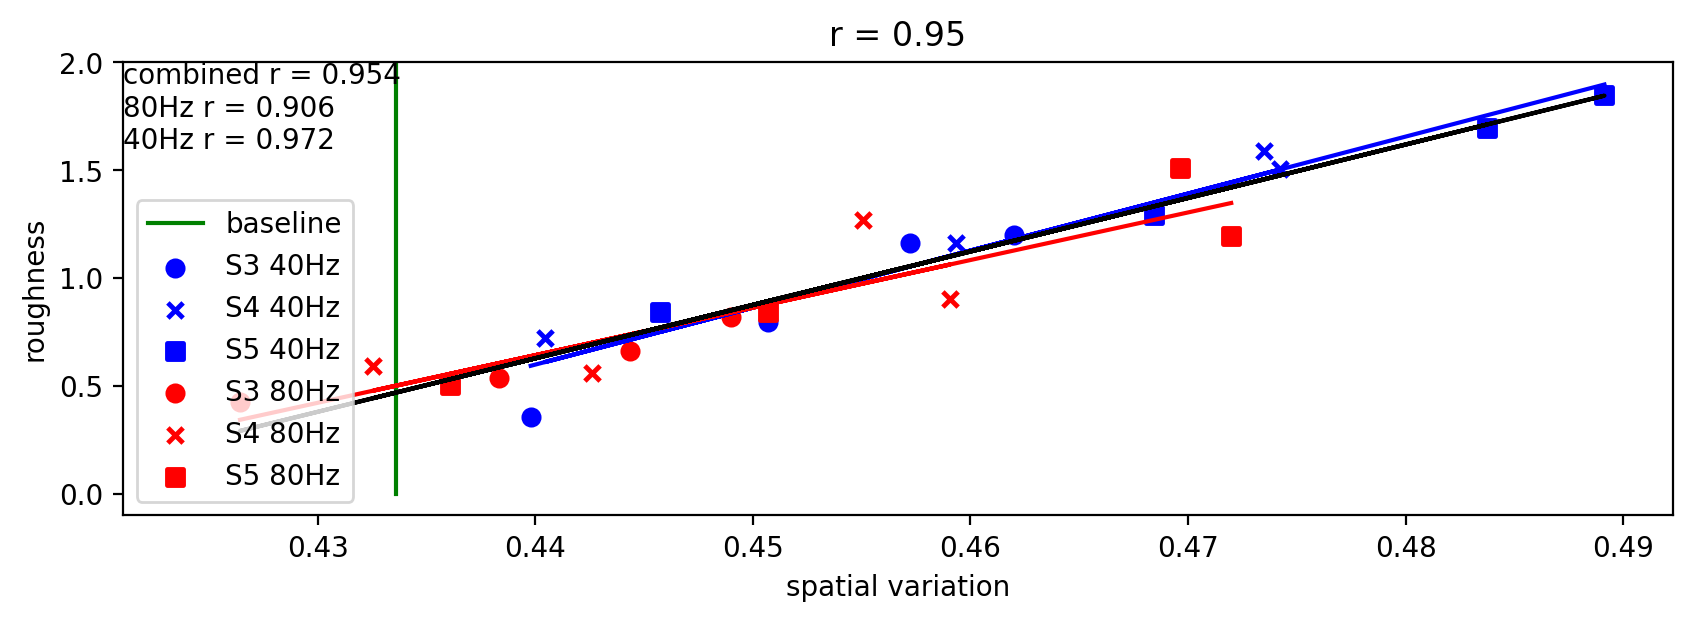 r = 0.95
combined r = 0.954
80Hz r = 0.906
40Hz r = 0.972
baseline
S3 40Hz
S4 40Hz
S5 40Hz
S3 80Hz
S4 80Hz
S5 80Hz
roughness
2.0
1.5
1.0
0.5
0.0
0.43 0.44 0.45 0.46 0.47 0.48 0.49
spatial variation